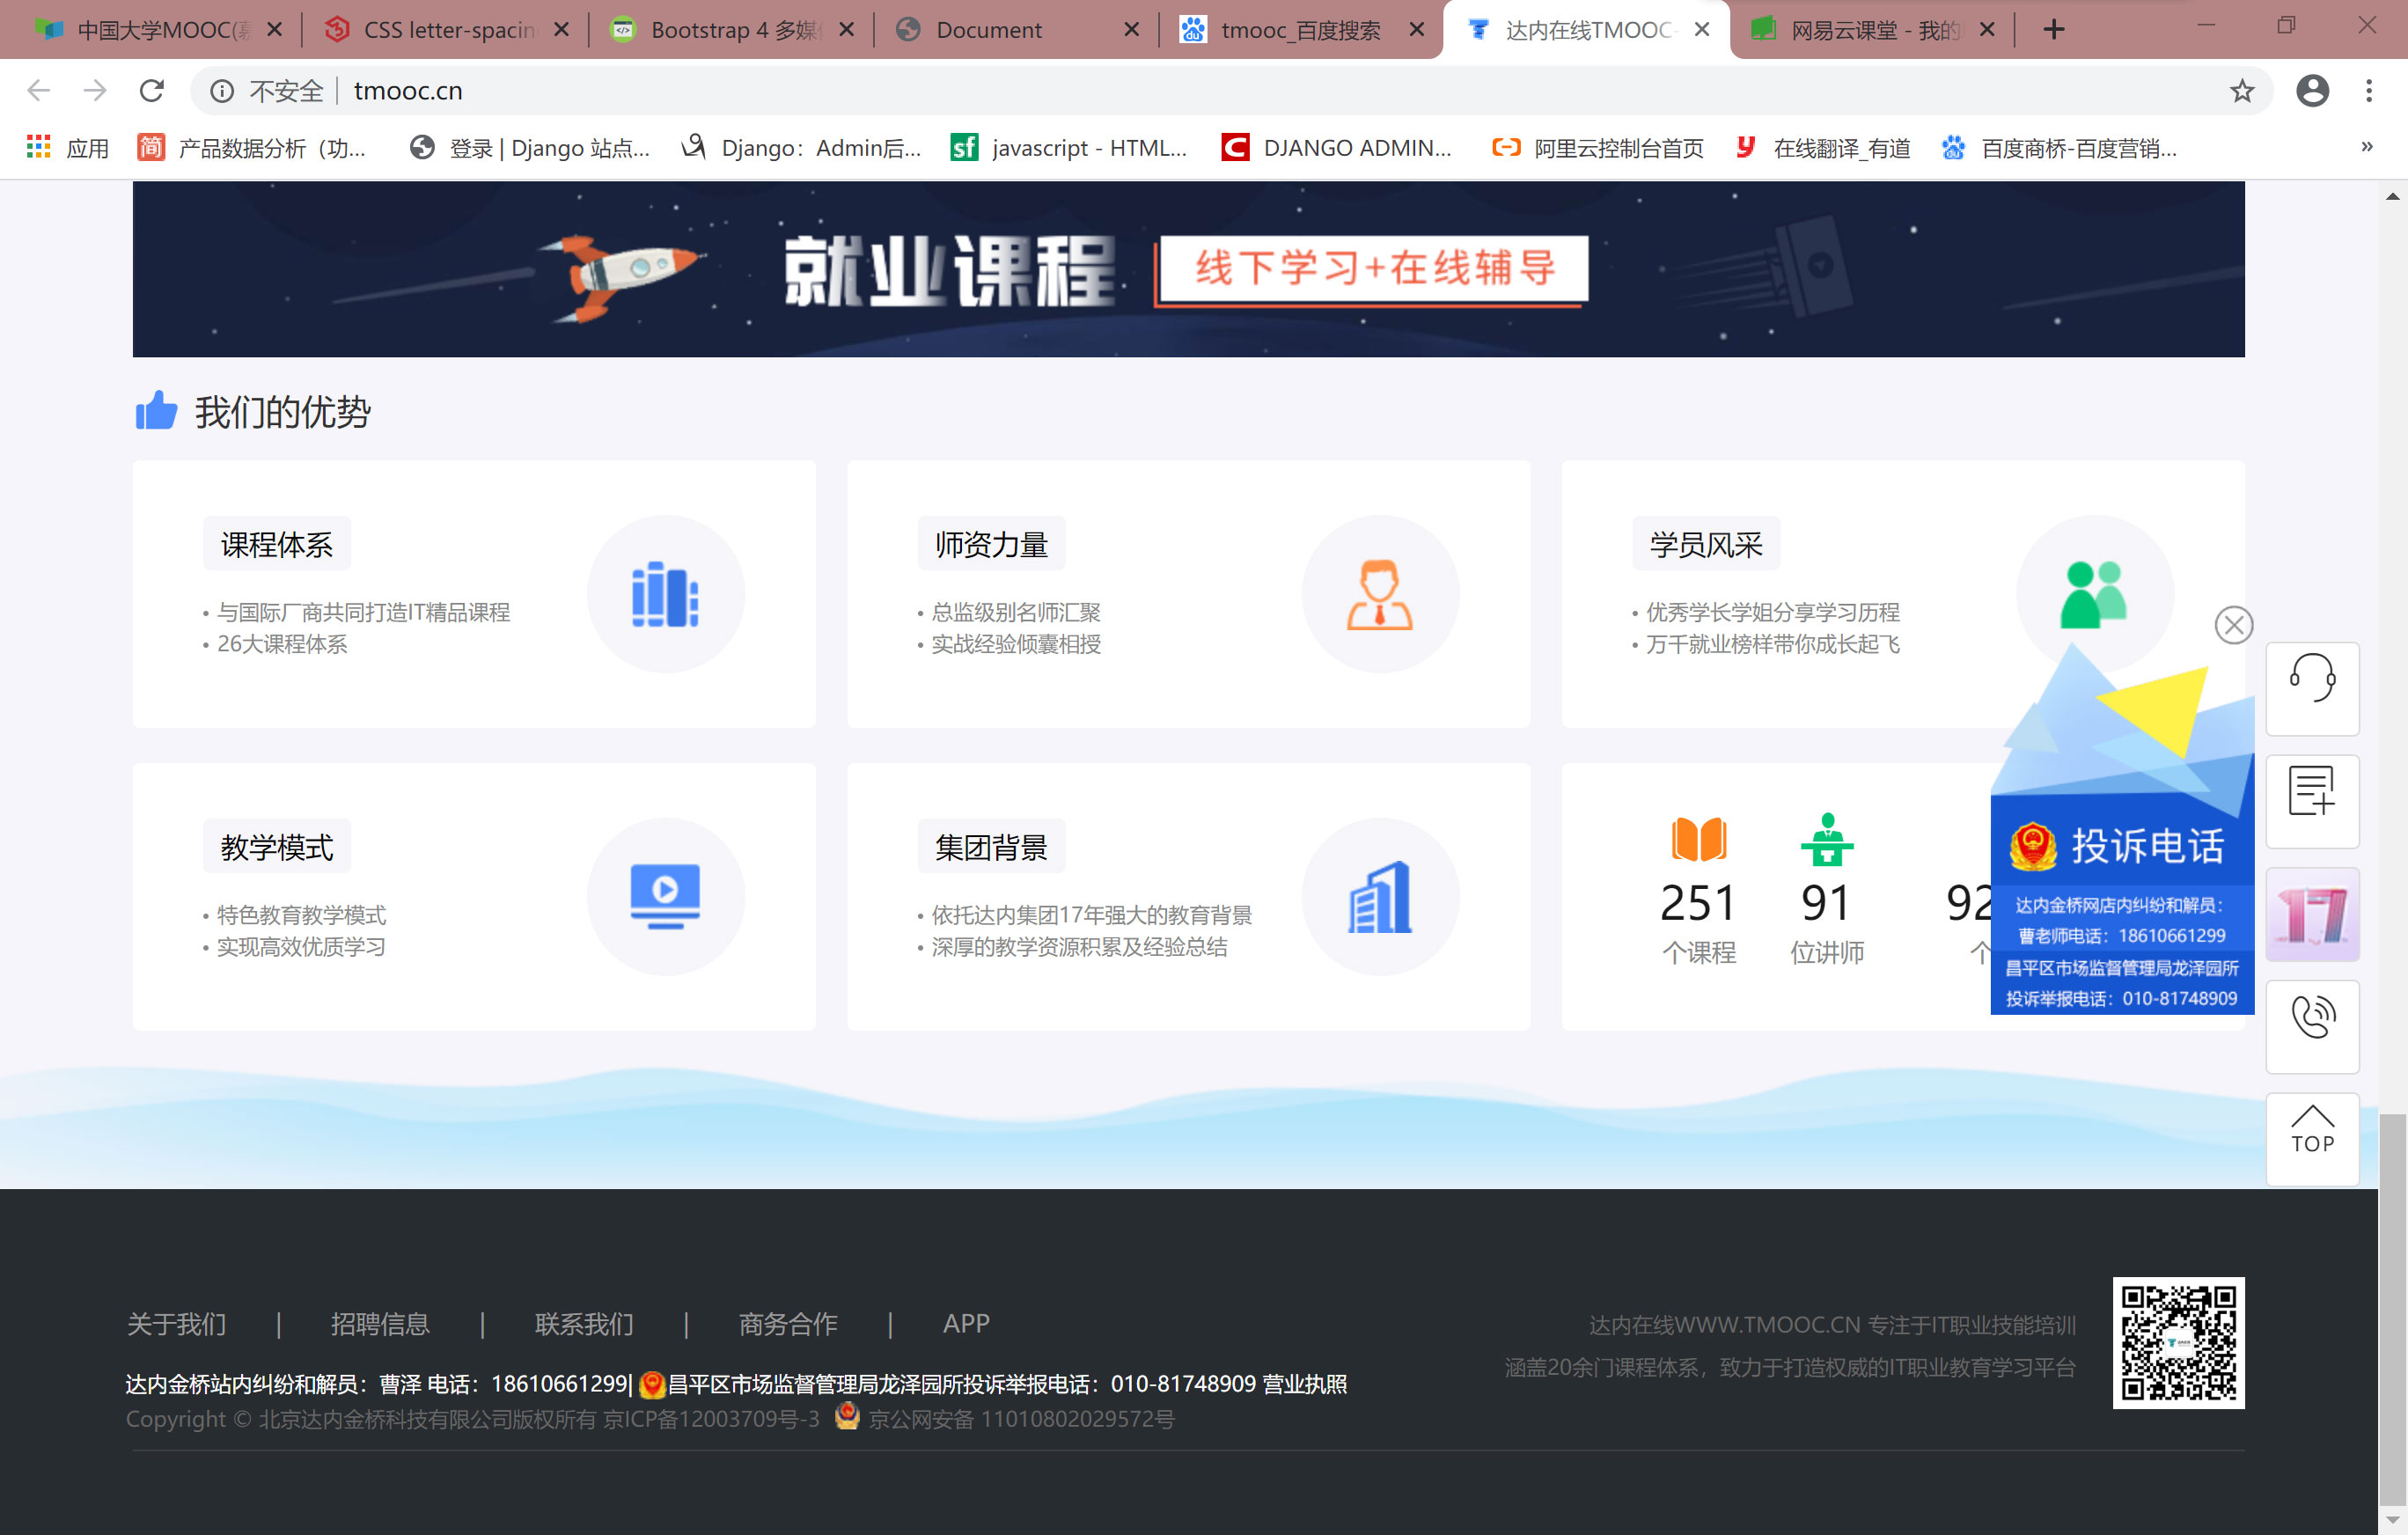 中国大学MOOC(慕
CSS letter-spacin
Bootstrap 4 多媒
Document
tmooc_百度搜索
达内在线TMOOC-
网易云课堂 - 我的
不安全 tmooc.cn
应用
简 产品数据分析（功...
登录 | Django 站点...
Django：Admin后...
sf javascript - HTML...
C DJANGO ADMIN...
阿里云控制台首页
y 在线翻译_有道
百度商桥-百度营销...
»
就业课程 线下学习+在线辅导
我们的优势
课程体系
• 与国际厂商共同打造IT精品课程
• 26大课程体系
师资力量
• 总监级别名师汇聚
• 实战经验倾囊相授
学员风采
• 优秀学长学姐分享学习历程
• 万千就业榜样带你成长起飞
教学模式
• 特色教育教学模式
• 实现高效优质学习
集团背景
• 依托达内集团17年强大的教育背景
• 深厚的教学资源积累及经验总结
251 91 92
个课程 位讲师 个
投诉电话
达内金桥网店内纠纷和解员：
曹老师电话：18610661299
昌平区市场监督管理局龙泽园所
投诉举报电话：010-81748909
17
TOP
关于我们 | 招聘信息 | 联系我们 | 商务合作 | APP
达内金桥站内纠纷和解员：曹泽 电话：18610661299| 昌平区市场监督管理局龙泽园所投诉举报电话：010-81748909 营业执照
Copyright © 北京达内金桥科技有限公司版权所有 京ICP备12003709号-3 京公网安备 11010802029572号
达内在线WWW.TMOOC.CN 专注于IT职业技能培训
涵盖20余门课程体系，致力于打造权威的IT职业教育学习平台